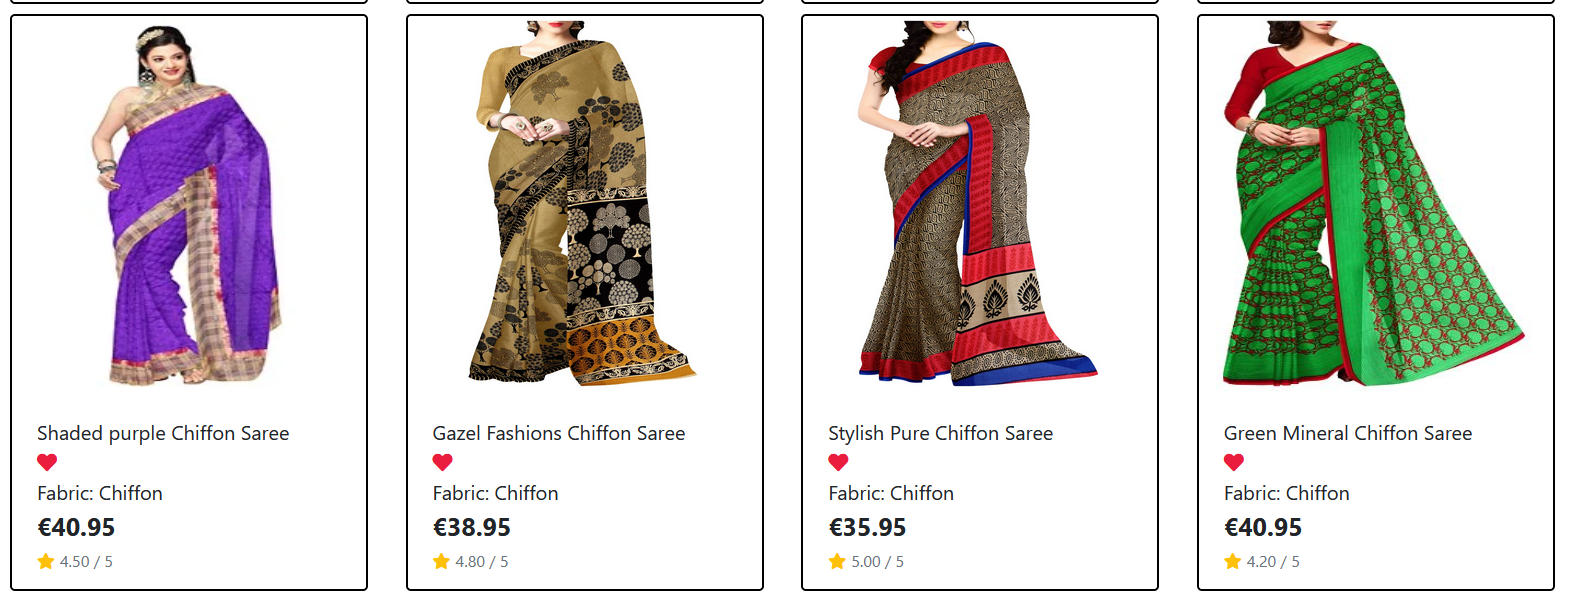 Shaded purple Chiffon Saree
Fabric: Chiffon
€40.95
4.50 / 5
Gazel Fashions Chiffon Saree
Fabric: Chiffon
€38.95
4.80 / 5
Stylish Pure Chiffon Saree
Fabric: Chiffon
€35.95
5.00 / 5
Green Mineral Chiffon Saree
Fabric: Chiffon
€40.95
4.20 / 5